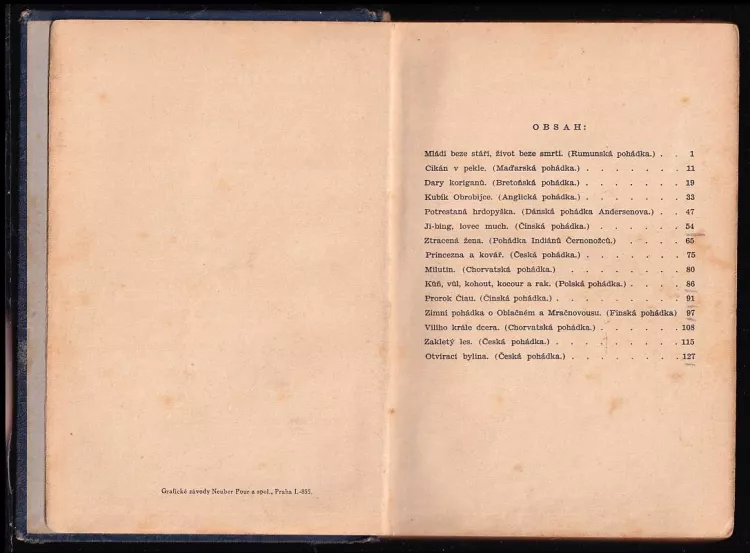 Grafické závody Neuber Pour a spol., Praha I.-835.
OBSAH:
Mládí beze stáří, život beze smrti. (Rumunská pohádka.) . . 1
Cikán v pekle. (Maďarská pohádka.) . . . . . . . 11
Dary koriganů. (Bretoňská pohádka.) . . . . . . . 19
Kubík Obrobijce. (Anglická pohádka.) . . . . . . . 33
Potrestaná hrdopyška. (Dánská pohádka Andersenova.) . . 47
Ji-bing, lovec much. (Čínská pohádka.) . . . . . . . 54
Ztracená žena. (Pohádka Indiánů Černonožců.) . . . . 65
Princezna a kovář. (Česká pohádka.) . . . . . . . 75
Milutin. (Chorvatská pohádka.) . . . . . . . . 80
Kůň, vůl, kohout, kocour a rak. (Polská pohádka.) . . . . 86
Prorok Čiau. (Čínská pohádka.) . . . . . . . . 91
Zimní pohádka o Oblačném a Mračnovousu. (Finská pohádka) 97
Vílího krále dcera. (Chorvatská pohádka.) . . . . . . 108
Zakletý les. (Česká pohádka.) . . . . . . . . 115
Otvírací bylina. (Česká pohádka.) . . . . . . . . 127